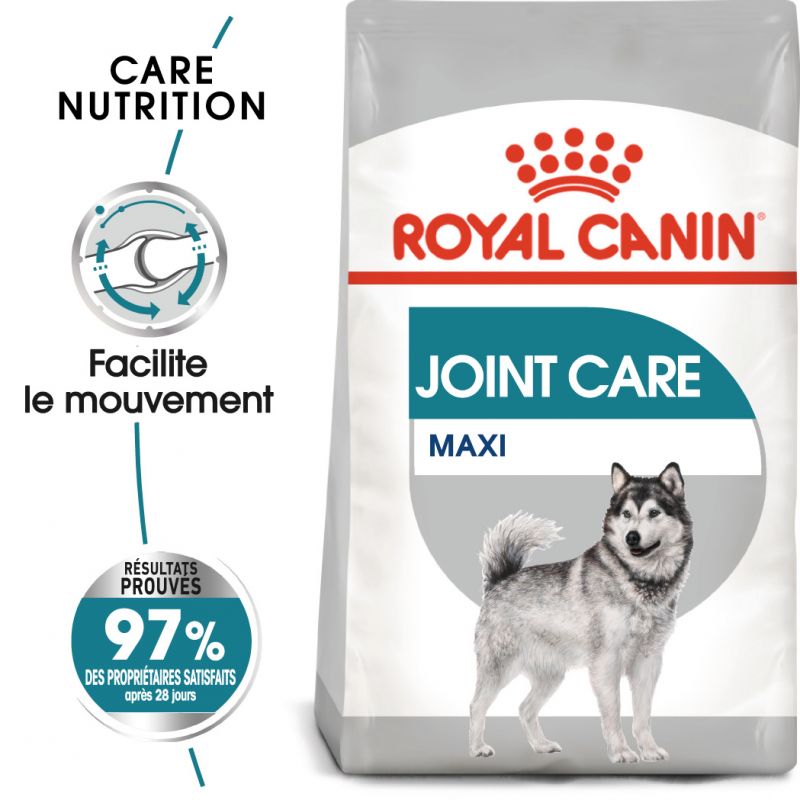 CARE
NUTRITION
Facilite
le mouvement
RÉSULTATS
PROUVÉS
97%
DES PROPRIÉTAIRES SATISFAITS
après 28 jours
ROYAL CANIN®
JOINT CARE
MAXI